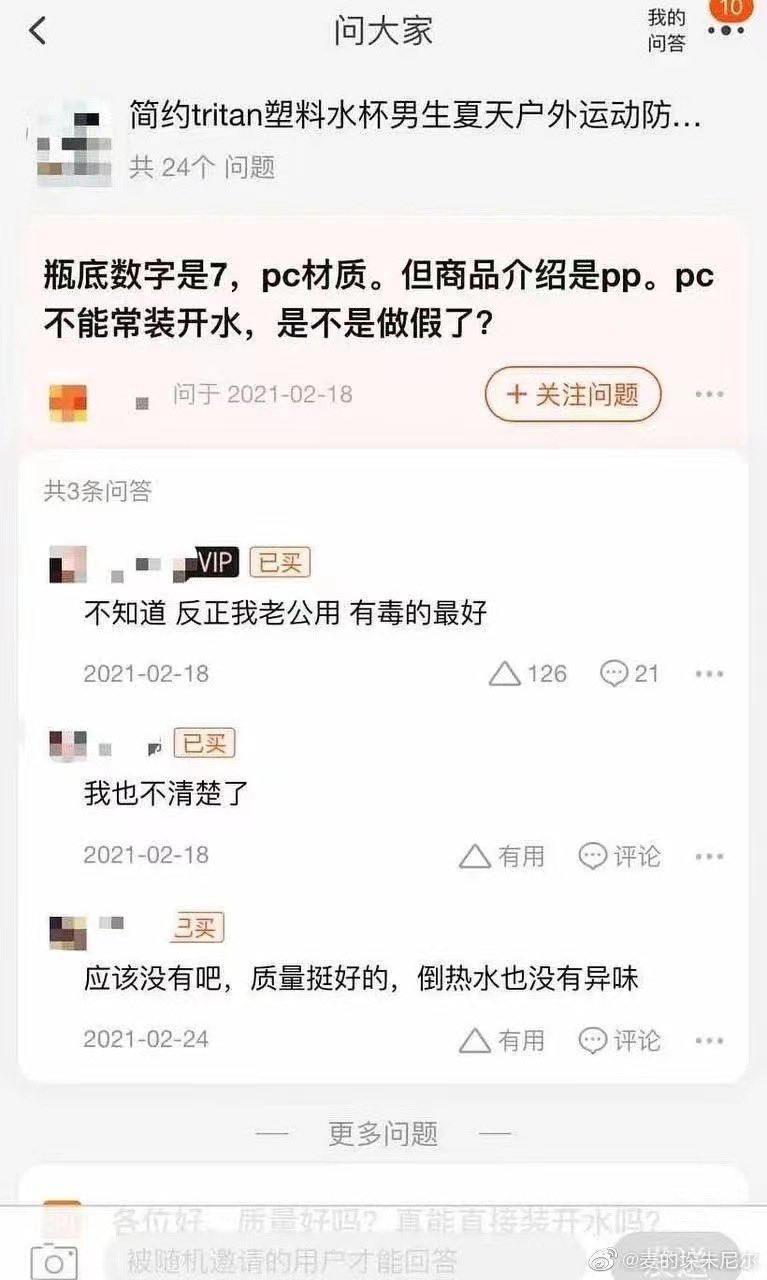 问大家
我的
问答
10
简约tritan塑料水杯男生夏天户外运动防...
共 24个 问题
瓶底数字是7，pc材质。但商品介绍是pp。pc
不能常装开水，是不是做假了？
问于 2021-02-18
+ 关注问题
共3条问答
VIP 已买
不知道 反正我老公用 有毒的最好
2021-02-18 126 21
已买
我也不清楚了
2021-02-18 有用 评论
已买
应该没有吧，质量挺好的，倒热水也没有异味
2021-02-24 有用 评论
更多问题
各位好、质量好吗？真能直接装开水吗？
被随机邀请的用户才能回答
@麦的垛朱尼尔